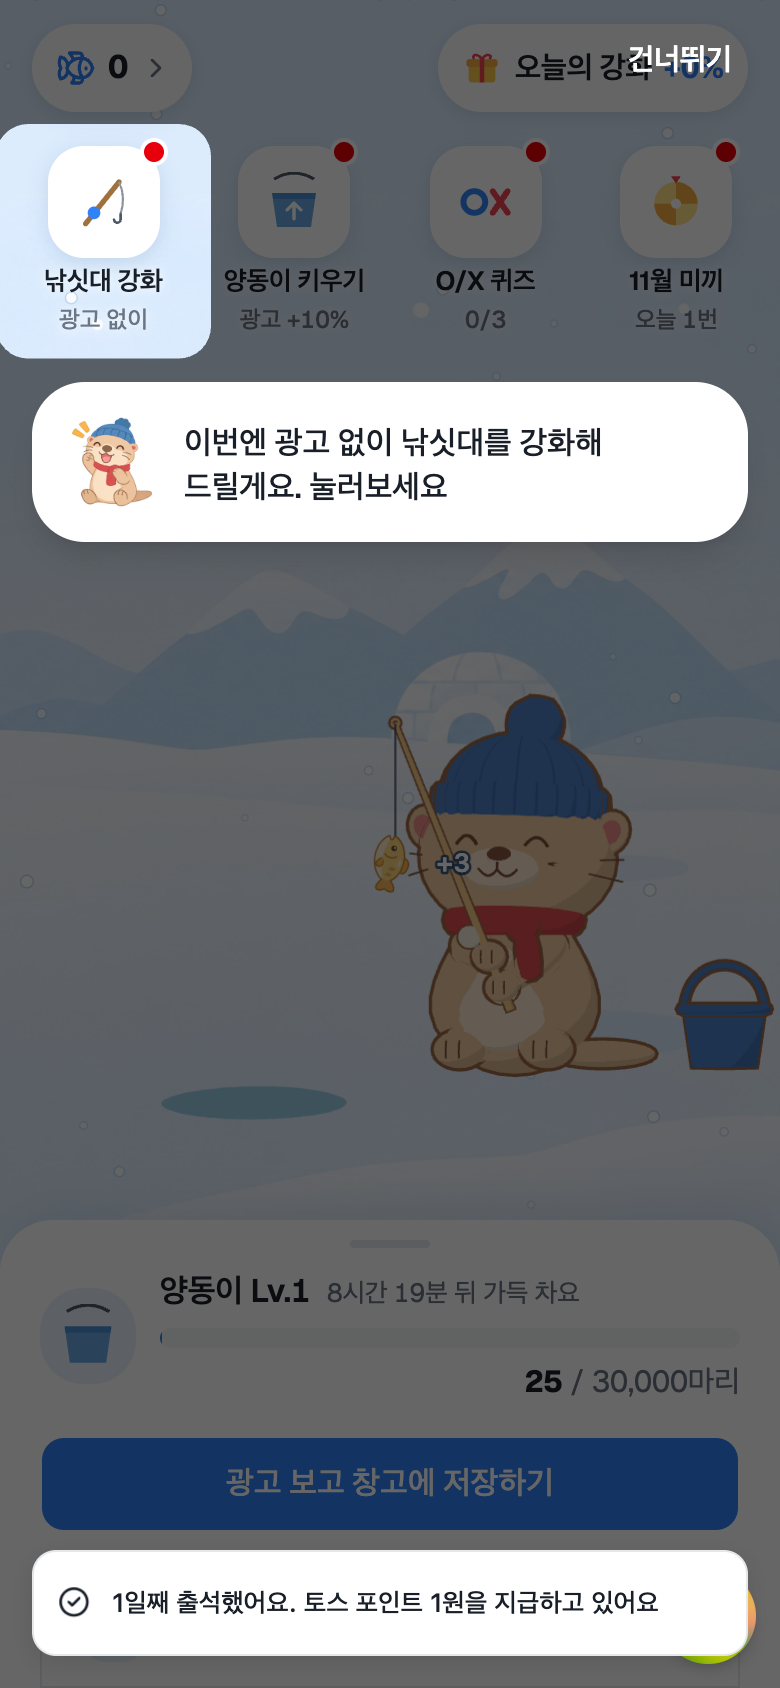 0
오늘의 강화 +0%
건너뛰기
낚싯대 강화
광고 없이
양동이 키우기
광고 +10%
OX
O/X 퀴즈
0/3
11월 미끼
오늘 1번
이번엔 광고 없이 낚싯대를 강화해
드릴게요. 눌러보세요
+3
양동이 Lv.1 8시간 19분 뒤 가득 차요
25 / 30,000마리
광고 보고 창고에 저장하기
1일째 출석했어요. 토스 포인트 1원을 지급하고 있어요